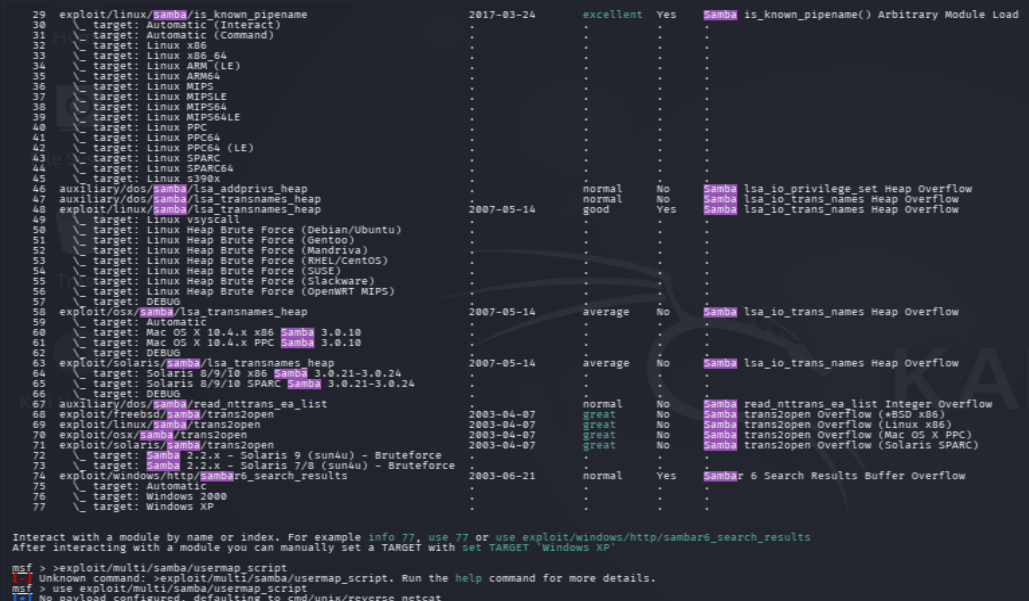 29 exploit/linux/samba/is_known_pipename 2017-03-24 excellent Yes Samba is_known_pipename() Arbitrary Module Load
30 \_ target: Automatic (Interact) . . . .
31 \_ target: Automatic (Command) . . . .
32 \_ target: Linux x86 . . . .
33 \_ target: Linux x86_64 . . . .
34 \_ target: Linux ARM (LE) . . . .
35 \_ target: Linux ARM64 . . . .
36 \_ target: Linux MIPS . . . .
37 \_ target: Linux MIPSLE . . . .
38 \_ target: Linux MIPS64 . . . .
39 \_ target: Linux MIPS64LE . . . .
40 \_ target: Linux PPC . . . .
41 \_ target: Linux PPC64 . . . .
42 \_ target: Linux PPC64 (LE) . . . .
43 \_ target: Linux SPARC . . . .
44 \_ target: Linux SPARC64 . . . .
45 \_ target: Linux s390x . . . .
46 auxiliary/dos/samba/lsa_addprivs_heap . normal No Samba lsa_io_privilege_set Heap Overflow
47 auxiliary/dos/samba/lsa_transnames_heap . normal No Samba lsa_io_trans_names Heap Overflow
48 exploit/linux/samba/lsa_transnames_heap 2007-05-14 good Yes Samba lsa_io_trans_names Heap Overflow
49 \_ target: Linux vsyscall . . . .
50 \_ target: Linux Heap Brute Force (Debian/Ubuntu) . . . .
51 \_ target: Linux Heap Brute Force (Gentoo) . . . .
52 \_ target: Linux Heap Brute Force (Mandriva) . . . .
53 \_ target: Linux Heap Brute Force (RHEL/CentOS) . . . .
54 \_ target: Linux Heap Brute Force (SUSE) . . . .
55 \_ target: Linux Heap Brute Force (Slackware) . . . .
56 \_ target: Linux Heap Brute Force (OpenWRT MIPS) . . . .
57 \_ target: DEBUG . . . .
58 exploit/osx/samba/lsa_transnames_heap 2007-05-14 average No Samba lsa_io_trans_names Heap Overflow
59 \_ target: Automatic . . . .
60 \_ target: Mac OS X 10.4.x x86 Samba 3.0.10 . . . .
61 \_ target: Mac OS X 10.4.x PPC Samba 3.0.10 . . . .
62 \_ target: DEBUG . . . .
63 exploit/solaris/samba/lsa_transnames_heap 2007-05-14 average No Samba lsa_io_trans_names Heap Overflow
64 \_ target: Solaris 8/9/10 x86 Samba 3.0.21-3.0.24 . . . .
65 \_ target: Solaris 8/9/10 SPARC Samba 3.0.21-3.0.24 . . . .
66 \_ target: DEBUG . . . .
67 auxiliary/dos/samba/read_nttrans_ea_list . normal No Samba read_nttrans_ea_list Integer Overflow
68 exploit/freebsd/samba/trans2open 2003-04-07 great No Samba trans2open Overflow (*BSD x86)
69 exploit/linux/samba/trans2open 2003-04-07 great No Samba trans2open Overflow (Linux x86)
70 exploit/osx/samba/trans2open 2003-04-07 great No Samba trans2open Overflow (Mac OS X PPC)
71 exploit/solaris/samba/trans2open 2003-04-07 great No Samba trans2open Overflow (Solaris SPARC)
72 \_ target: Samba 2.2.x - Solaris 9 (sun4u) - Bruteforce . . . .
73 \_ target: Samba 2.2.x - Solaris 7/8 (sun4u) - Bruteforce . . . .
74 exploit/windows/http/sambar6_search_results 2003-06-21 normal Yes Sambar 6 Search Results Buffer Overflow
75 \_ target: Automatic . . . .
76 \_ target: Windows 2000 . . . .
77 \_ target: Windows XP . . . .
Interact with a module by name or index. For example info 77, use 77 or use exploit/windows/http/sambar6_search_results
After interacting with a module you can manually set a TARGET with set TARGET 'Windows XP'
msf > >exploit/multi/samba/usermap_script
[-] Unknown command: >exploit/multi/samba/usermap_script. Run the help command for more details.
msf > use exploit/multi/samba/usermap_script
[*] No payload configured, defaulting to cmd/unix/reverse_netcat
KA